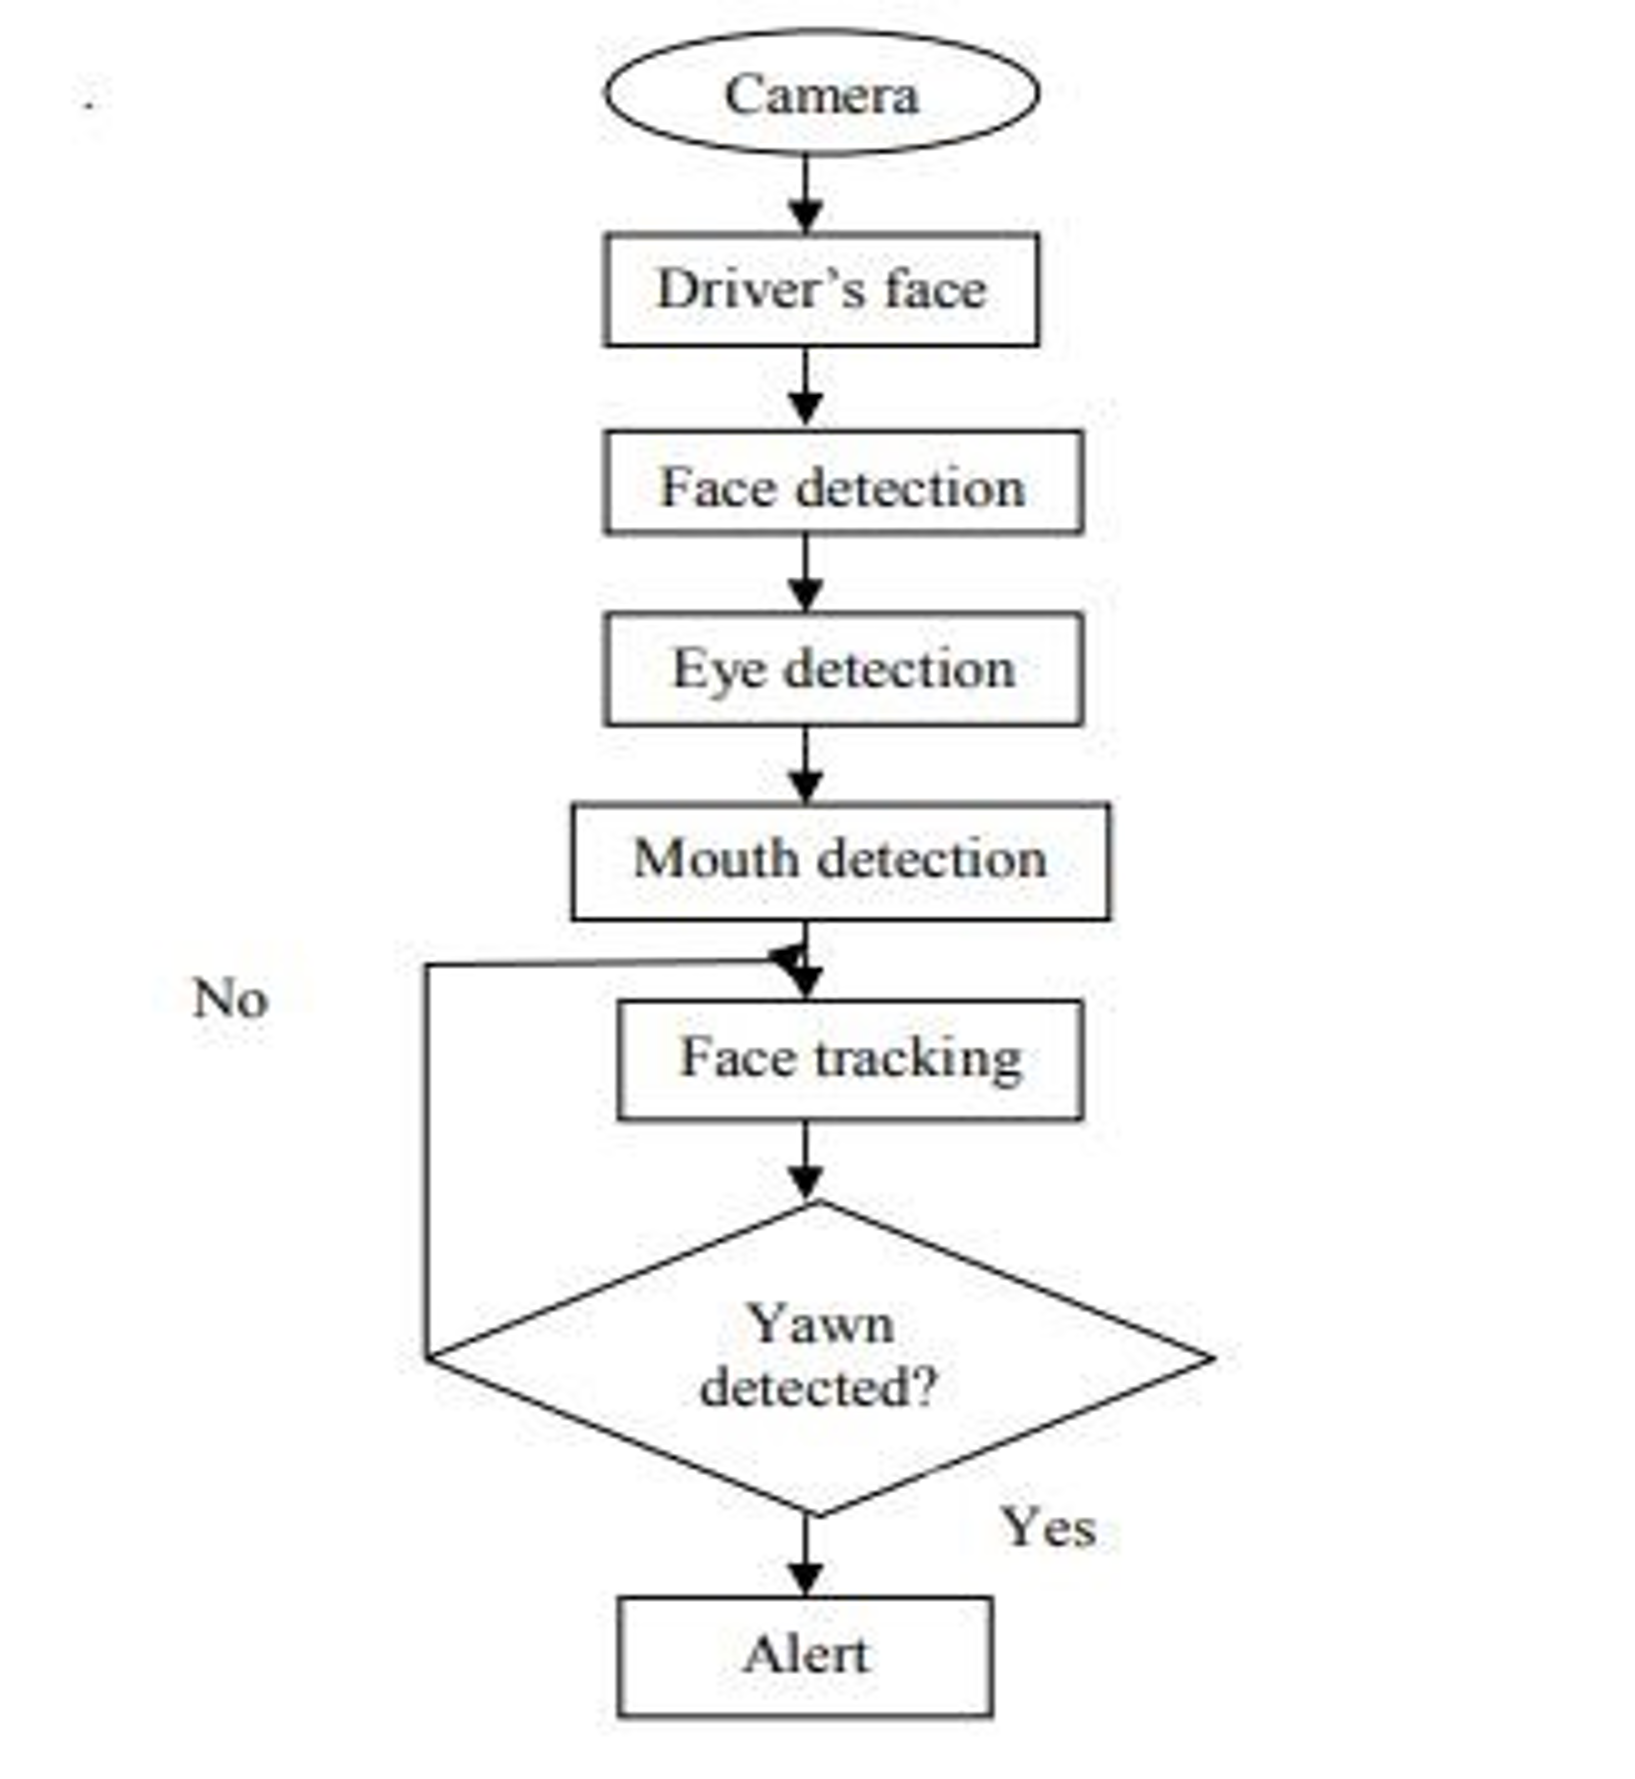 Camera
Driver’s face
Face detection
Eye detection
Mouth detection
No
Face tracking
Yawn
detected?
Yes
Alert